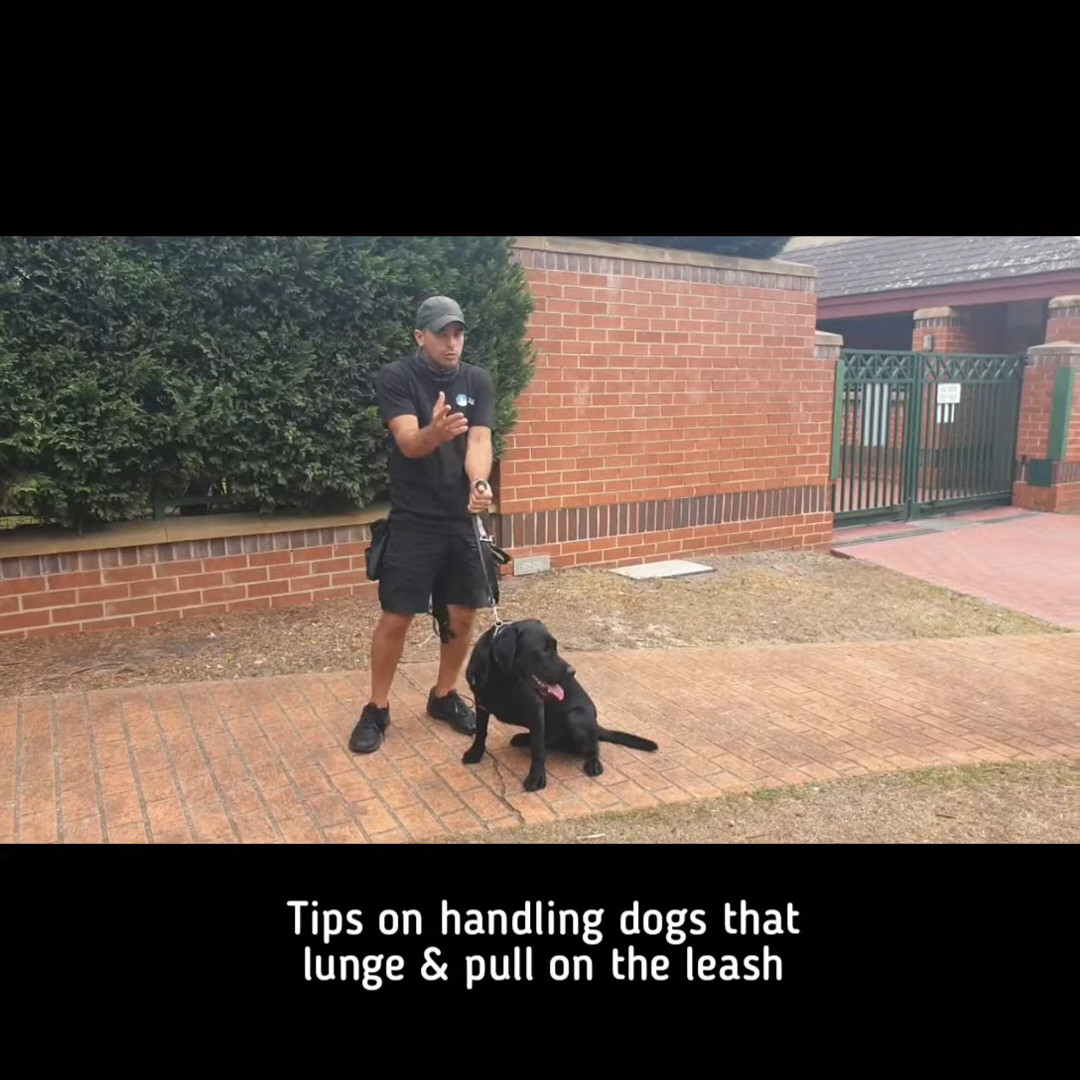 Tips on handling dogs that
lunge & pull on the leash